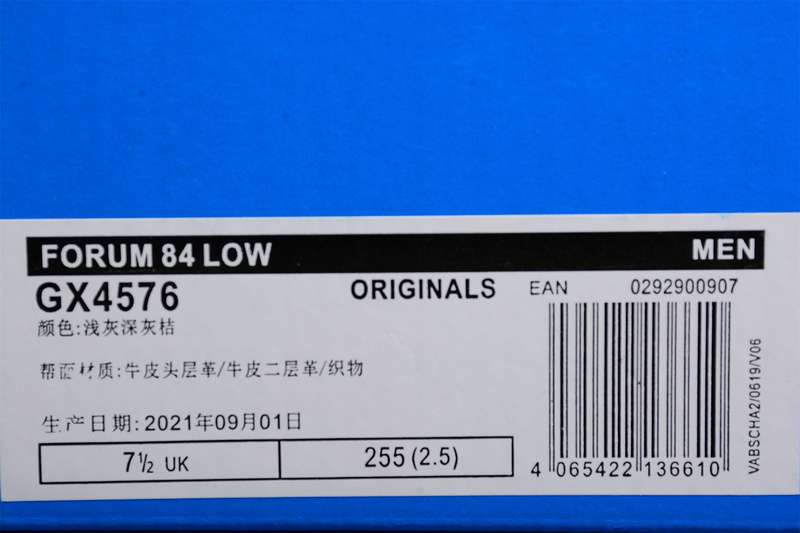 FORUM 84 LOW MEN
GX4576 ORIGINALS EAN 0292900907
颜色:浅灰深灰桔
帮面材质:牛皮头层革/牛皮二层革/织物
生产日期:2021年09月01日
7½ UK 255 (2.5)
4 065422 136610
VABSCHA2/0619/V06